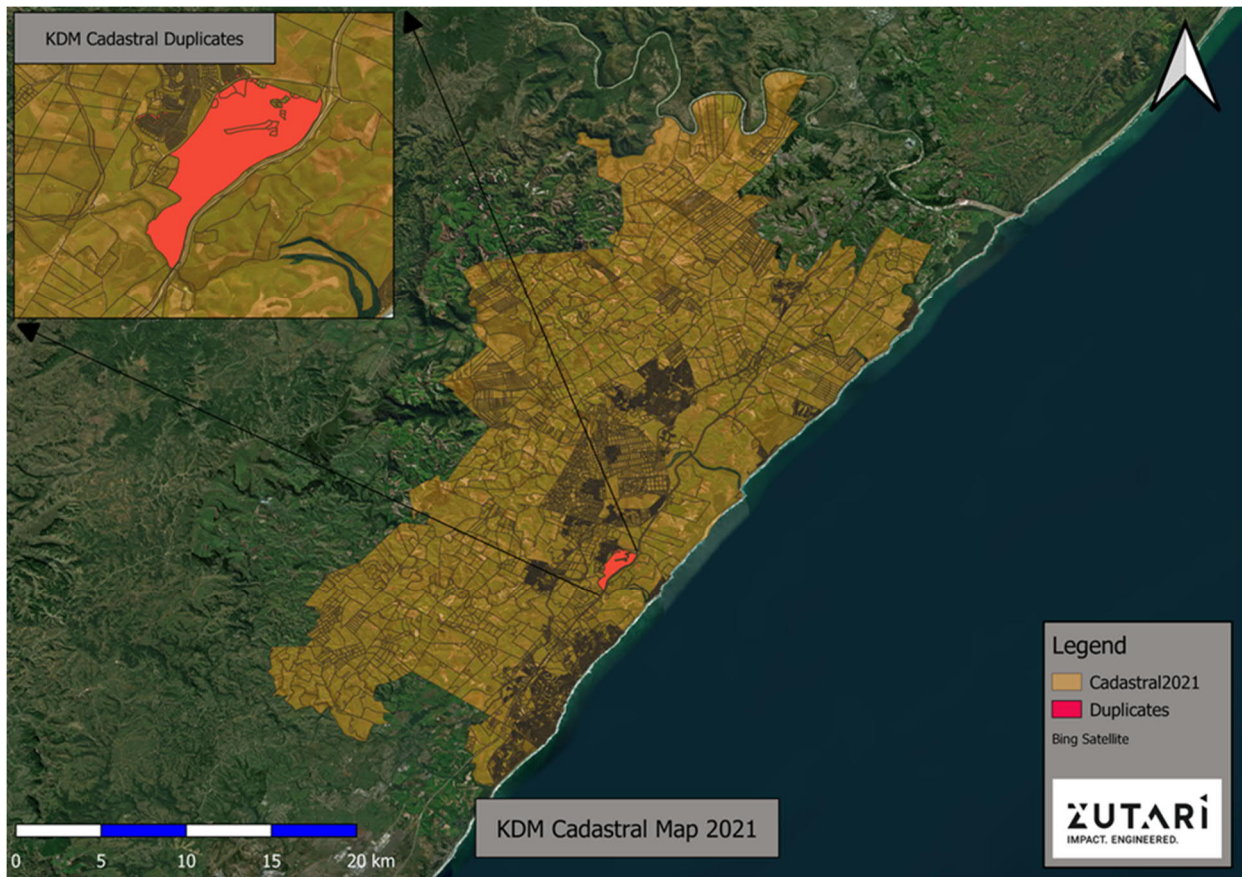 KDM Cadastral Duplicates
Legend
Cadastral2021
Duplicates
Bing Satellite
ZUTARI
IMPACT. ENGINEERED.
KDM Cadastral Map 2021
0 5 10 15 20 km